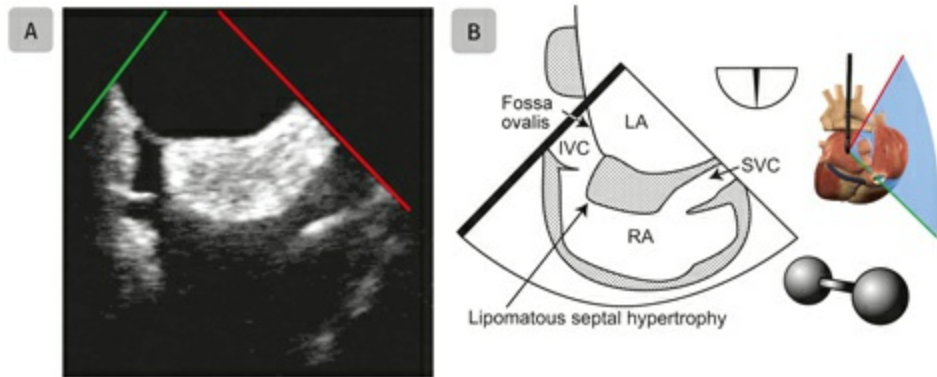 A
B
Fossa
ovalis
LA
IVC
SVC
RA
Lipomatous septal hypertrophy